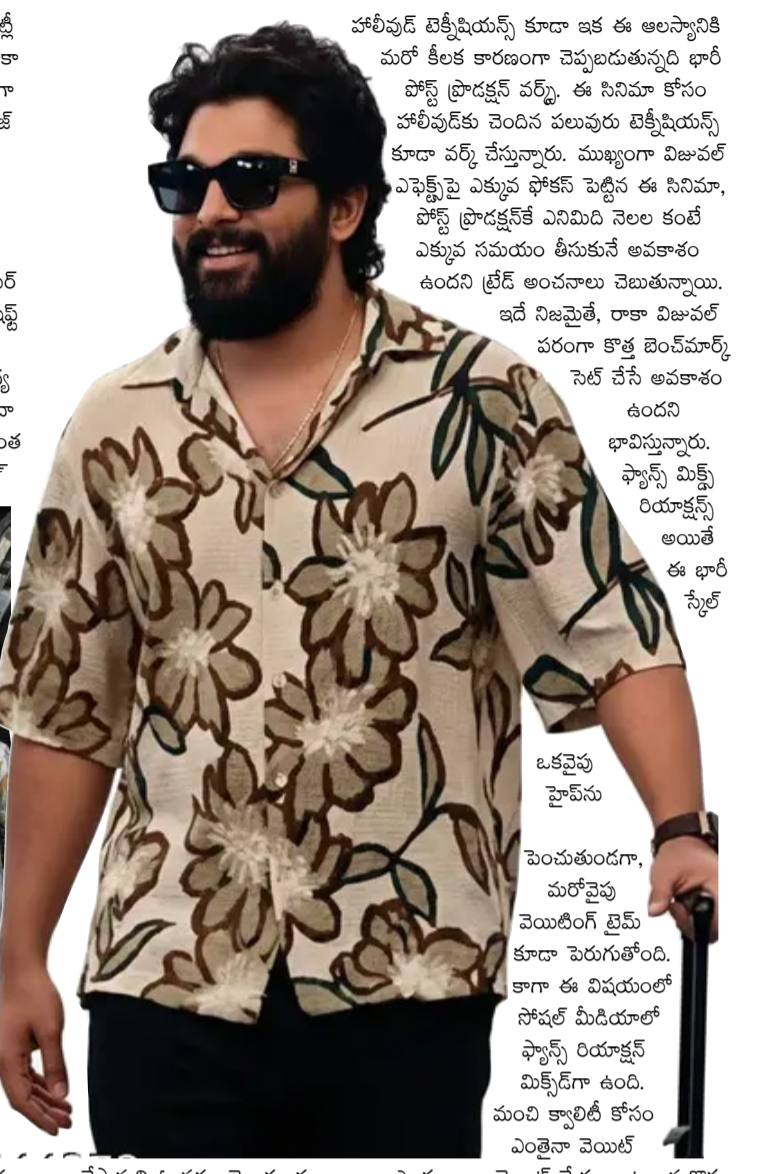 హాలీవుడ్ టెక్నీషియన్స్ కూడా ఇక ఈ ఆలస్యానికి
మరో కీలక కారణంగా చెప్పబడుతున్నది భారీ
పోస్ట్ ప్రొడక్షన్ వర్క్స్. ఈ సినిమా కోసం
హాలీవుడ్‌కు చెందిన పలువురు టెక్నీషియన్స్
కూడా వర్క్ చేస్తున్నారు. ముఖ్యంగా విజువల్
ఎఫెక్ట్స్‌పై ఎక్కువ ఫోకస్ పెట్టిన ఈ సినిమా,
పోస్ట్ ప్రొడక్షన్‌కే ఎనిమిది నెలల కంటే
ఎక్కువ సమయం తీసుకునే అవకాశం
ఉందని ట్రేడ్ అంచనాలు చెబుతున్నాయి.
ఇదే నిజమైతే, రాకా విజువల్
పరంగా కొత్త బెంచ్‌మార్క్
సెట్ చేసే అవకాశం
ఉందని
భావిస్తున్నారు.
ఫ్యాన్స్ మిక్స్డ్
రియాక్షన్స్
అయితే
ఈ భారీ
స్కేల్
ఒకవైపు
హైప్‌ను
పెంచుతుండగా,
మరోవైపు
వెయిటింగ్ టైమ్
కూడా పెరుగుతోంది.
కాగా ఈ విషయంలో
సోషల్ మీడియాలో
ఫ్యాన్స్ రియాక్షన్
మిక్స్‌డ్‌గా ఉంది.
మంచి క్వాలిటీ కోసం
ఎంతైనా వెయిట్